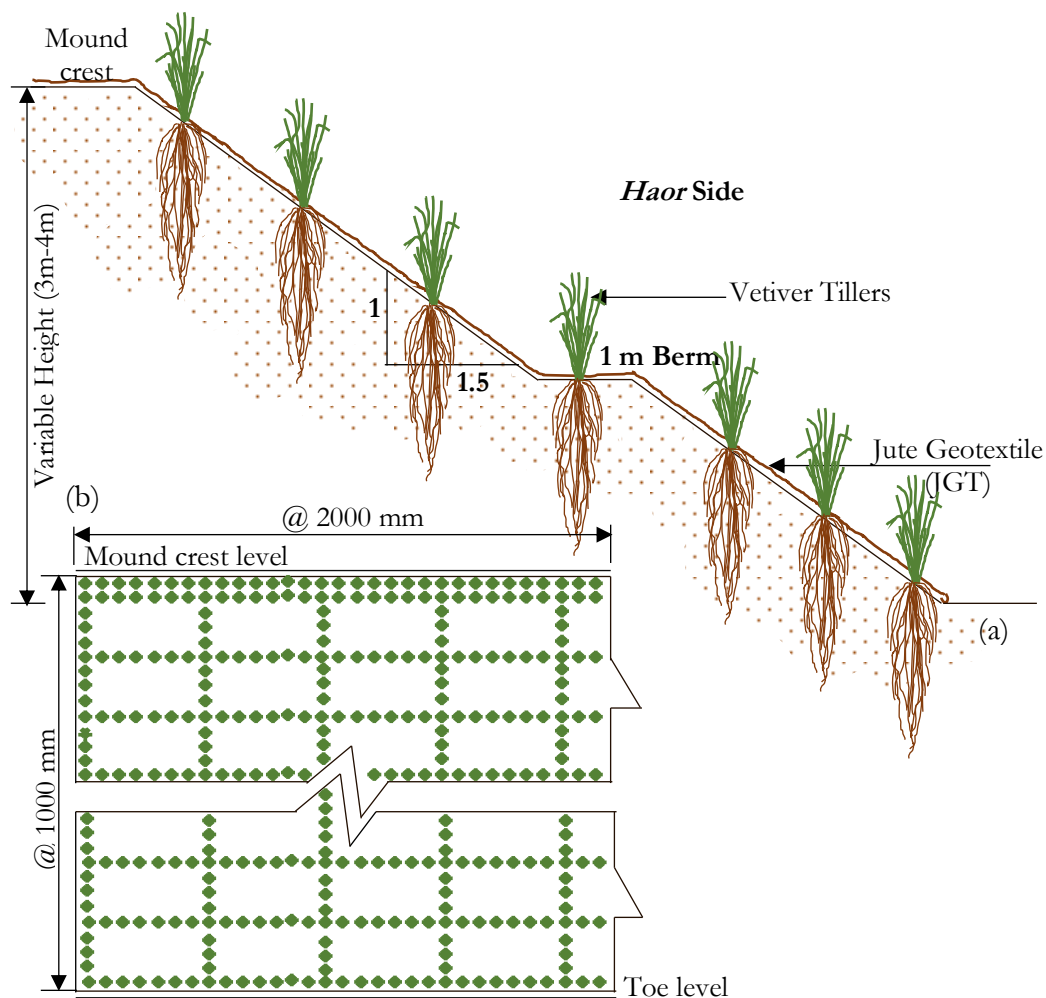 Mound
crest
Haor Side
Vetiver Tillers
1
1.5
1 m Berm
Variable Height (3m-4m)
Jute Geotextile
(JGT)
(b)
@ 2000 mm
Mound crest level
(a)
@ 1000 mm
Toe level